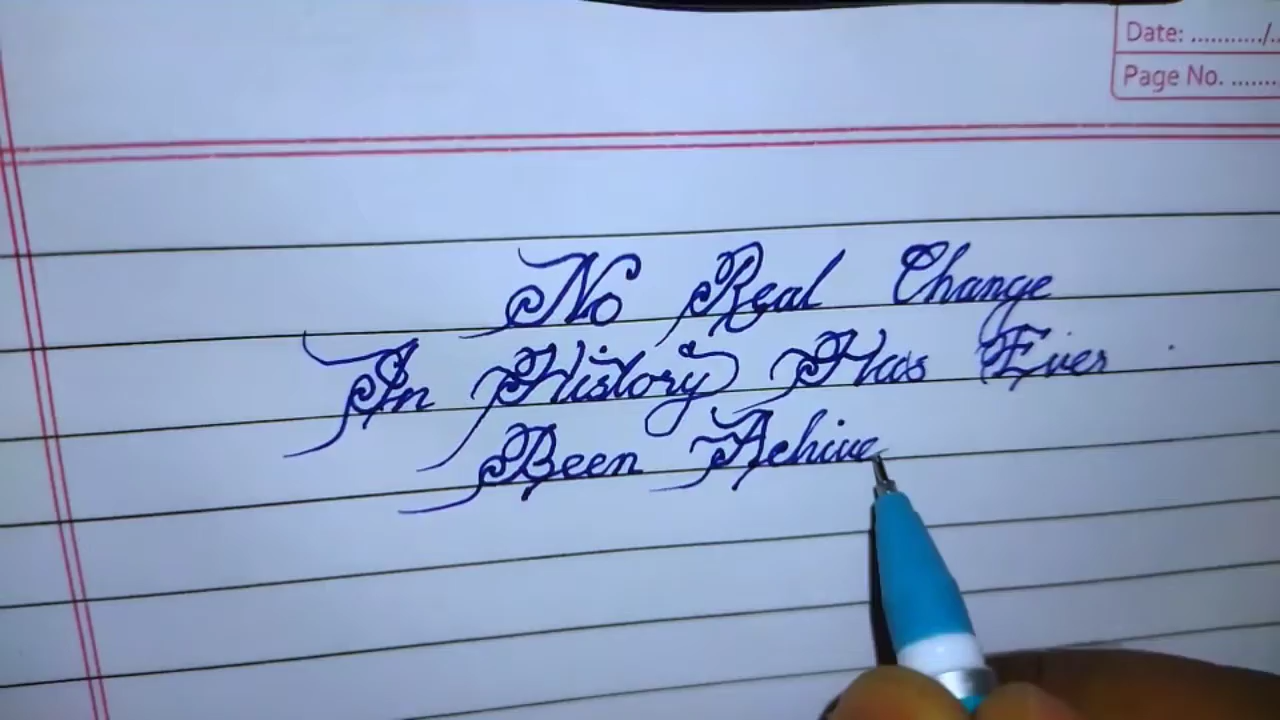 Date: .........../..
Page No. .......
No Real Change
In History Has Ever
Been Achive